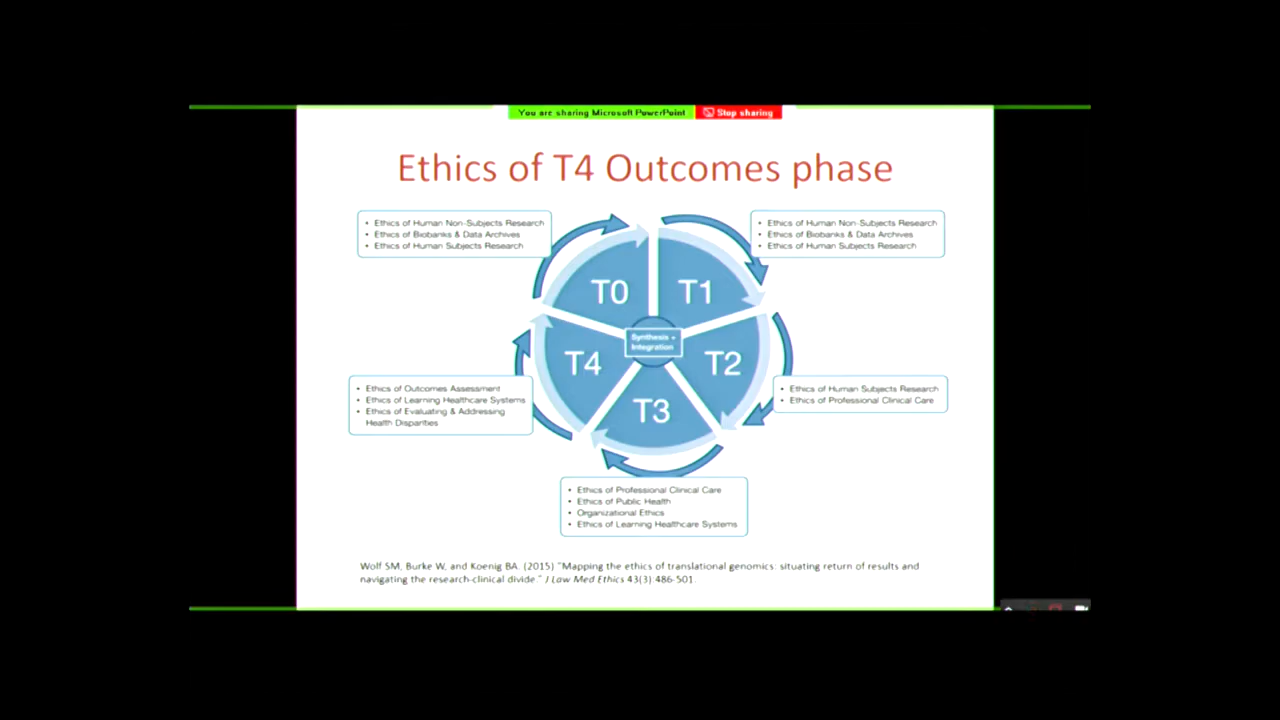 You are sharing Microsoft PowerPoint
Stop sharing
Ethics of T4 Outcomes phase
• Ethics of Human Non-Subjects Research
• Ethics of Biobanks & Data Archives
• Ethics of Human Subjects Research
• Ethics of Human Non-Subjects Research
• Ethics of Biobanks & Data Archives
• Ethics of Human Subjects Research
T0
T1
Synthesis +
Integration
T4
T2
T3
• Ethics of Outcomes Assessment
• Ethics of Learning Healthcare Systems
• Ethics of Evaluating & Addressing
Health Disparities
• Ethics of Human Subjects Research
• Ethics of Professional Clinical Care
• Ethics of Professional Clinical Care
• Ethics of Public Health
• Organizational Ethics
• Ethics of Learning Healthcare Systems
Wolf SM, Burke W, and Koenig BA. (2015) "Mapping the ethics of translational genomics: situating return of results and
navigating the research-clinical divide." J Law Med Ethics 43(3):486-501.